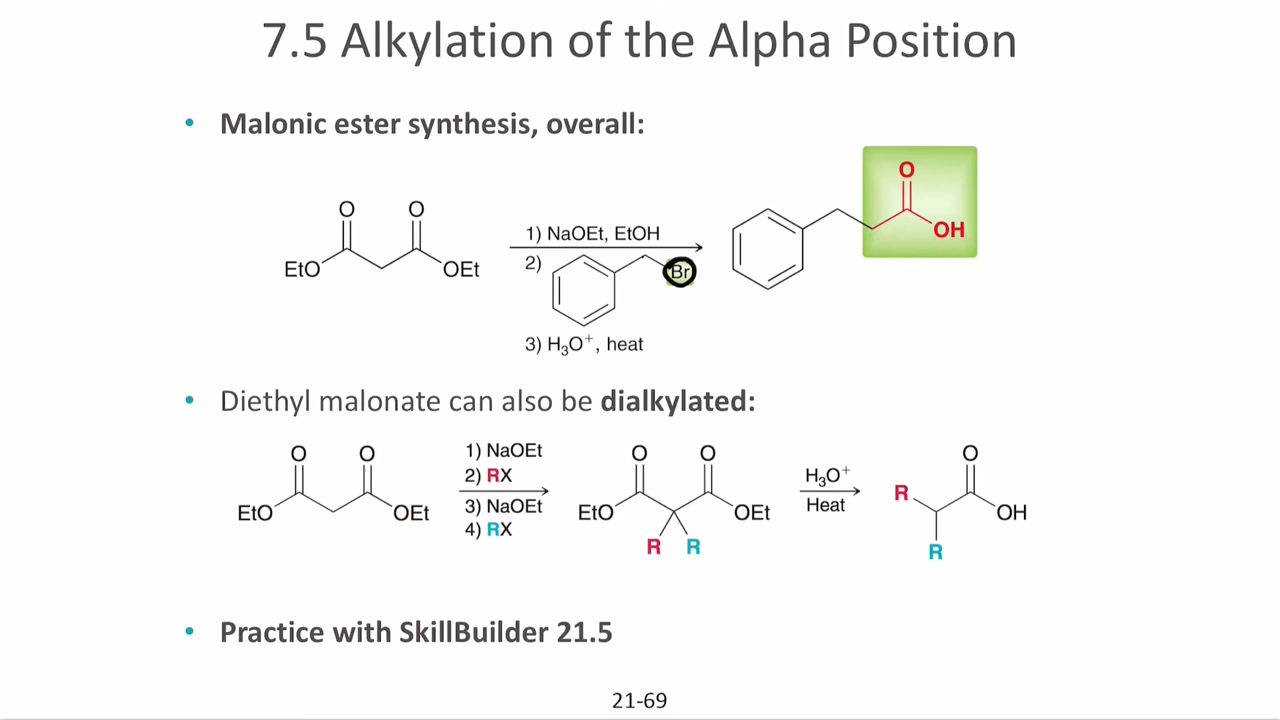 7.5 Alkylation of the Alpha Position
• Malonic ester synthesis, overall:
O O
EtO OEt
1) NaOEt, EtOH
2) Br
3) H₃O⁺, heat
O
OH
• Diethyl malonate can also be dialkylated:
O O
EtO OEt
1) NaOEt
2) RX
3) NaOEt
4) RX
O O
EtO OEt
R R
H₃O⁺
Heat
O
R
OH
R
• Practice with SkillBuilder 21.5
21-69